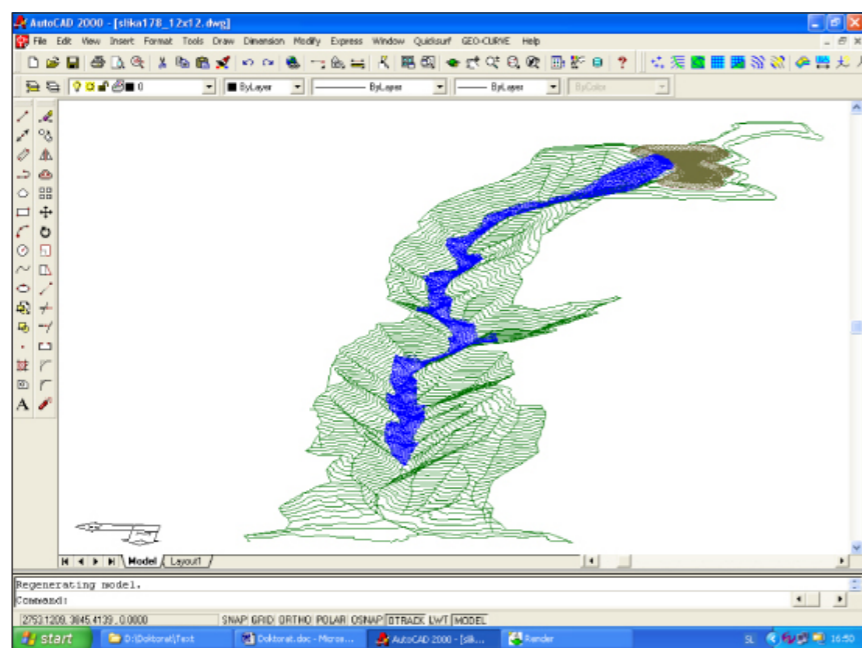 AutoCAD 2000 - [slika178_12x12.dwg]
File Edit View Insert Format Tools Draw Dimension Modify Express Window Quicksurf GEO-CURVE Help
0 ByLayer ByLayer ByLayer ByColor
Model Layout1
Regenerating model.
Command:
2753.1209, 3845.4139, 0.0000 SNAP GRID ORTHO POLAR OSNAP OTRACK LWT MODEL
start D:\Doktorat\Text Doktorat.doc - Micros... AutoCAD 2000 - [slik... Render SL 16:50